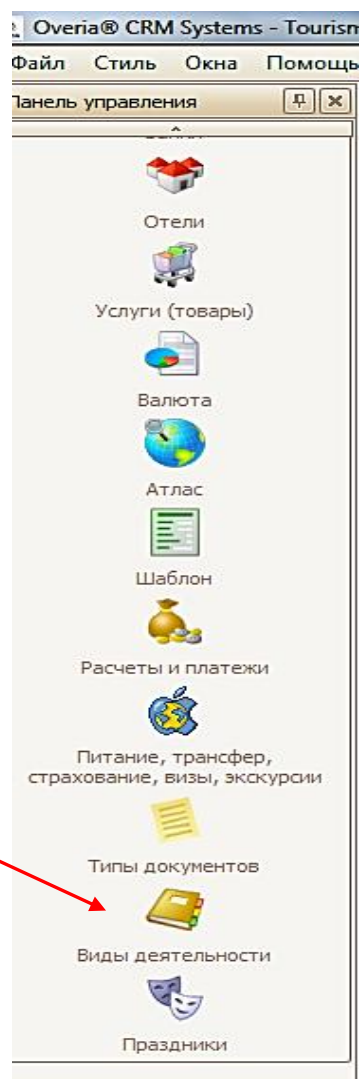 Overia® CRM Systems - Tourism
Файл Стиль Окна Помощь
Панель управления
Отели
Услуги (товары)
Валюта
Атлас
Шаблон
Расчеты и платежи
Питание, трансфер,
страхование, визы, экскурсии
Типы документов
Виды деятельности
Праздники